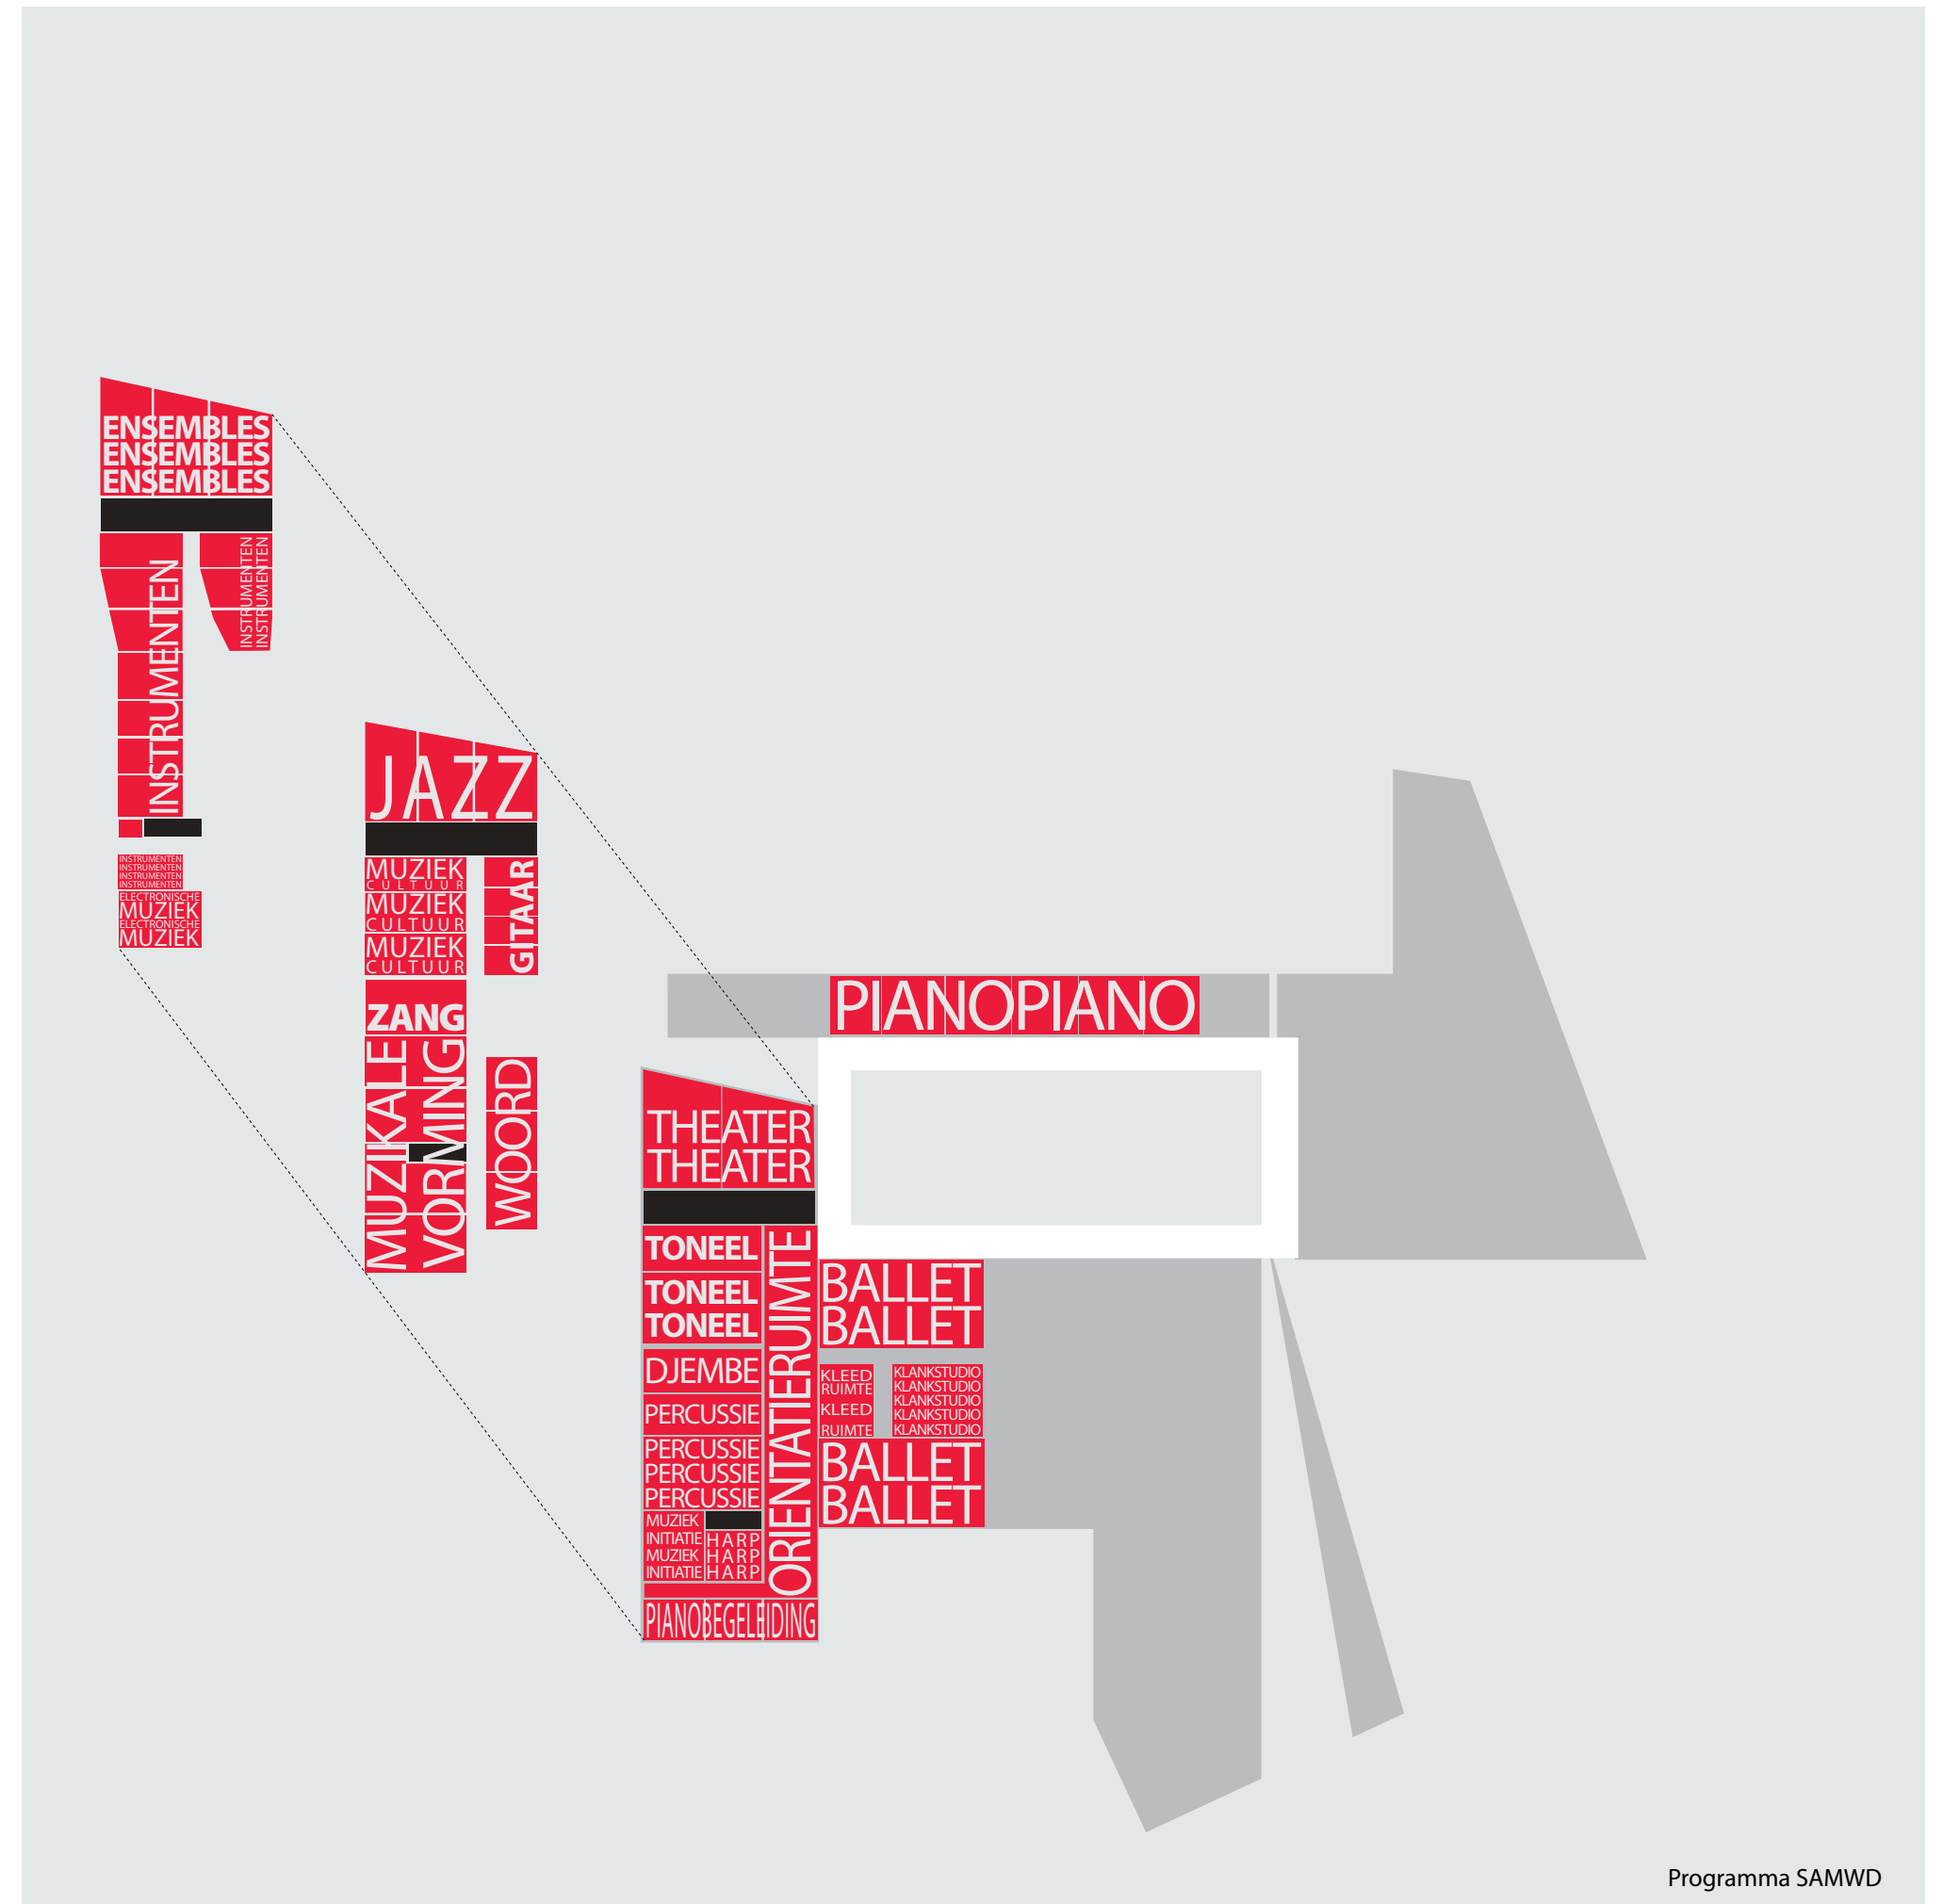 ENSEMBLES
ENSEMBLES
ENSEMBLES
INSTRUMENTEN
INSTRUMENTEN
INSTRUMENTEN
INSTRUMENTEN
INSTRUMENTEN
INSTRUMENTEN
INSTRUMENTEN
ELECTRONISCHE
MUZIEK
ELECTRONISCHE
MUZIEK
JAZZ
MUZIEK
CULTUUR
MUZIEK
CULTUUR
MUZIEK
CULTUUR
GITAAR
ZANG
MUZIKALE
VORMING
WOORD
PIANOPIANO
THEATER
THEATER
TONEEL
TONEEL
TONEEL
DJEMBE
PERCUSSIE
PERCUSSIE
PERCUSSIE
PERCUSSIE
MUZIEK
INITIATIE
MUZIEK
INITIATIE
HARP
HARP
HARP
ORIENTATIERUIMTE
PIANOBEGELEIDING
BALLET
BALLET
KLEED
RUIMTE
KLEED
RUIMTE
KLANKSTUDIO
KLANKSTUDIO
KLANKSTUDIO
KLANKSTUDIO
KLANKSTUDIO
BALLET
BALLET
Programma SAMWD